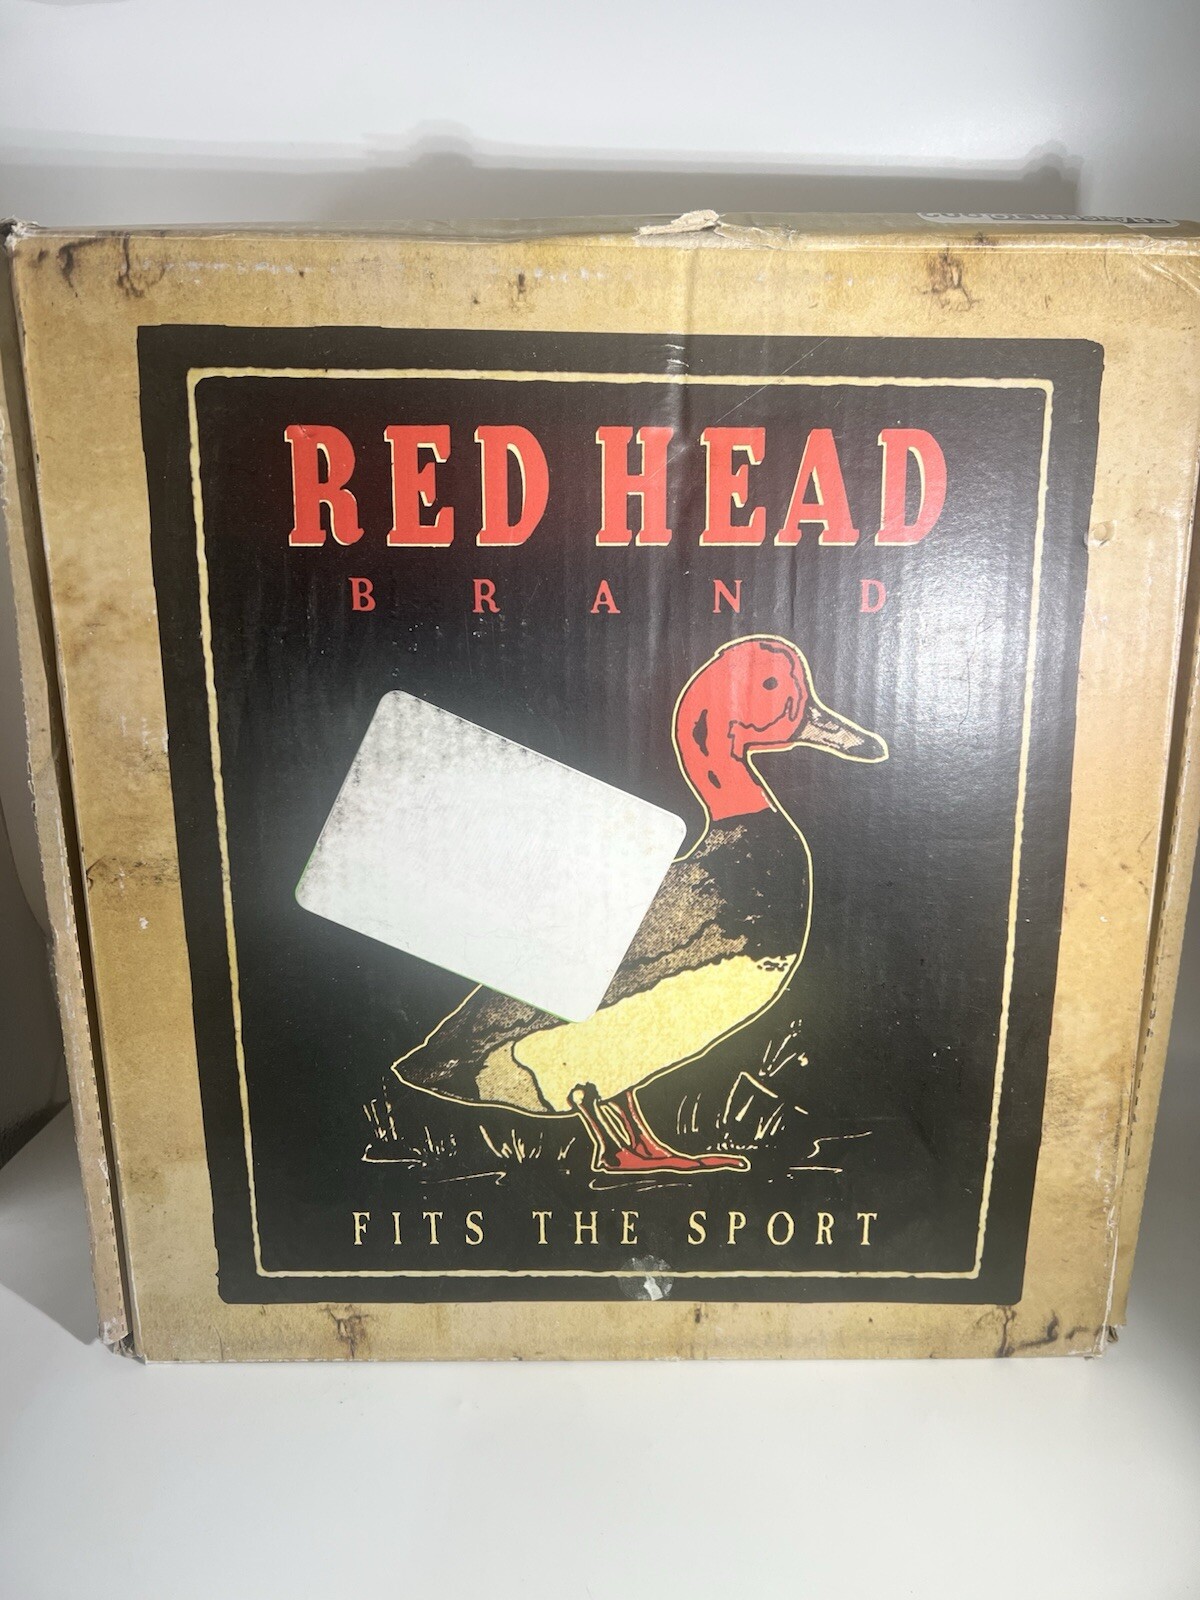 RED HEAD
BRAND
FITS THE SPORT